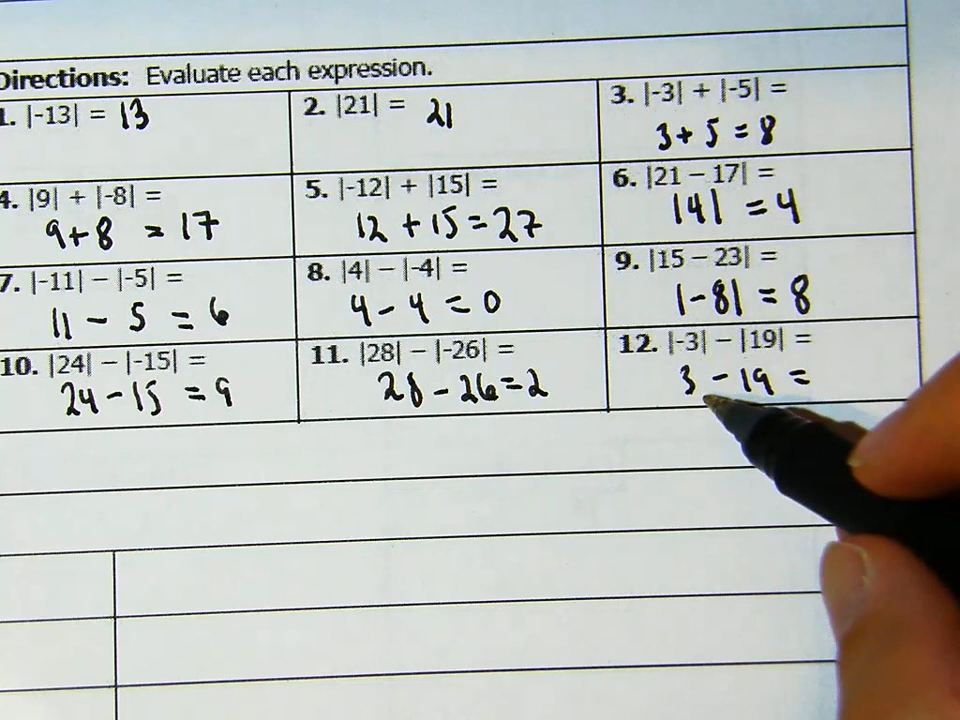 Directions: Evaluate each expression.
1. |-13| = 13
2. |21| = 21
3. |-3| + |-5| =
3 + 5 = 8
4. |9| + |-8| =
9 + 8 = 17
5. |-12| + |15| =
12 + 15 = 27
6. |21 – 17| =
|4| = 4
7. |-11| – |-5| =
11 – 5 = 6
8. |4| – |-4| =
4 – 4 = 0
9. |15 – 23| =
|-8| = 8
10. |24| – |-15| =
24 – 15 = 9
11. |28| – |-26| =
28 – 26 = 2
12. |-3| – |19| =
3 – 19 =